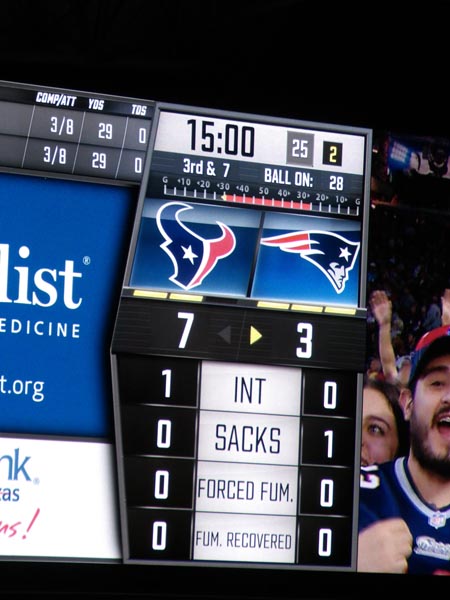 COMP/ATT YDS TDS
3/8 29 0
3/8 29 0
15:00 25 2
3rd & 7 BALL ON: 28
G +10 +20 +30 40 50 40 30+ 20+ 10+ G
list®
MEDICINE
t.org
nk
as
ns!
7 3
1 INT 0
0 SACKS 1
0 FORCED FUM. 0
0 FUM. RECOVERED 0